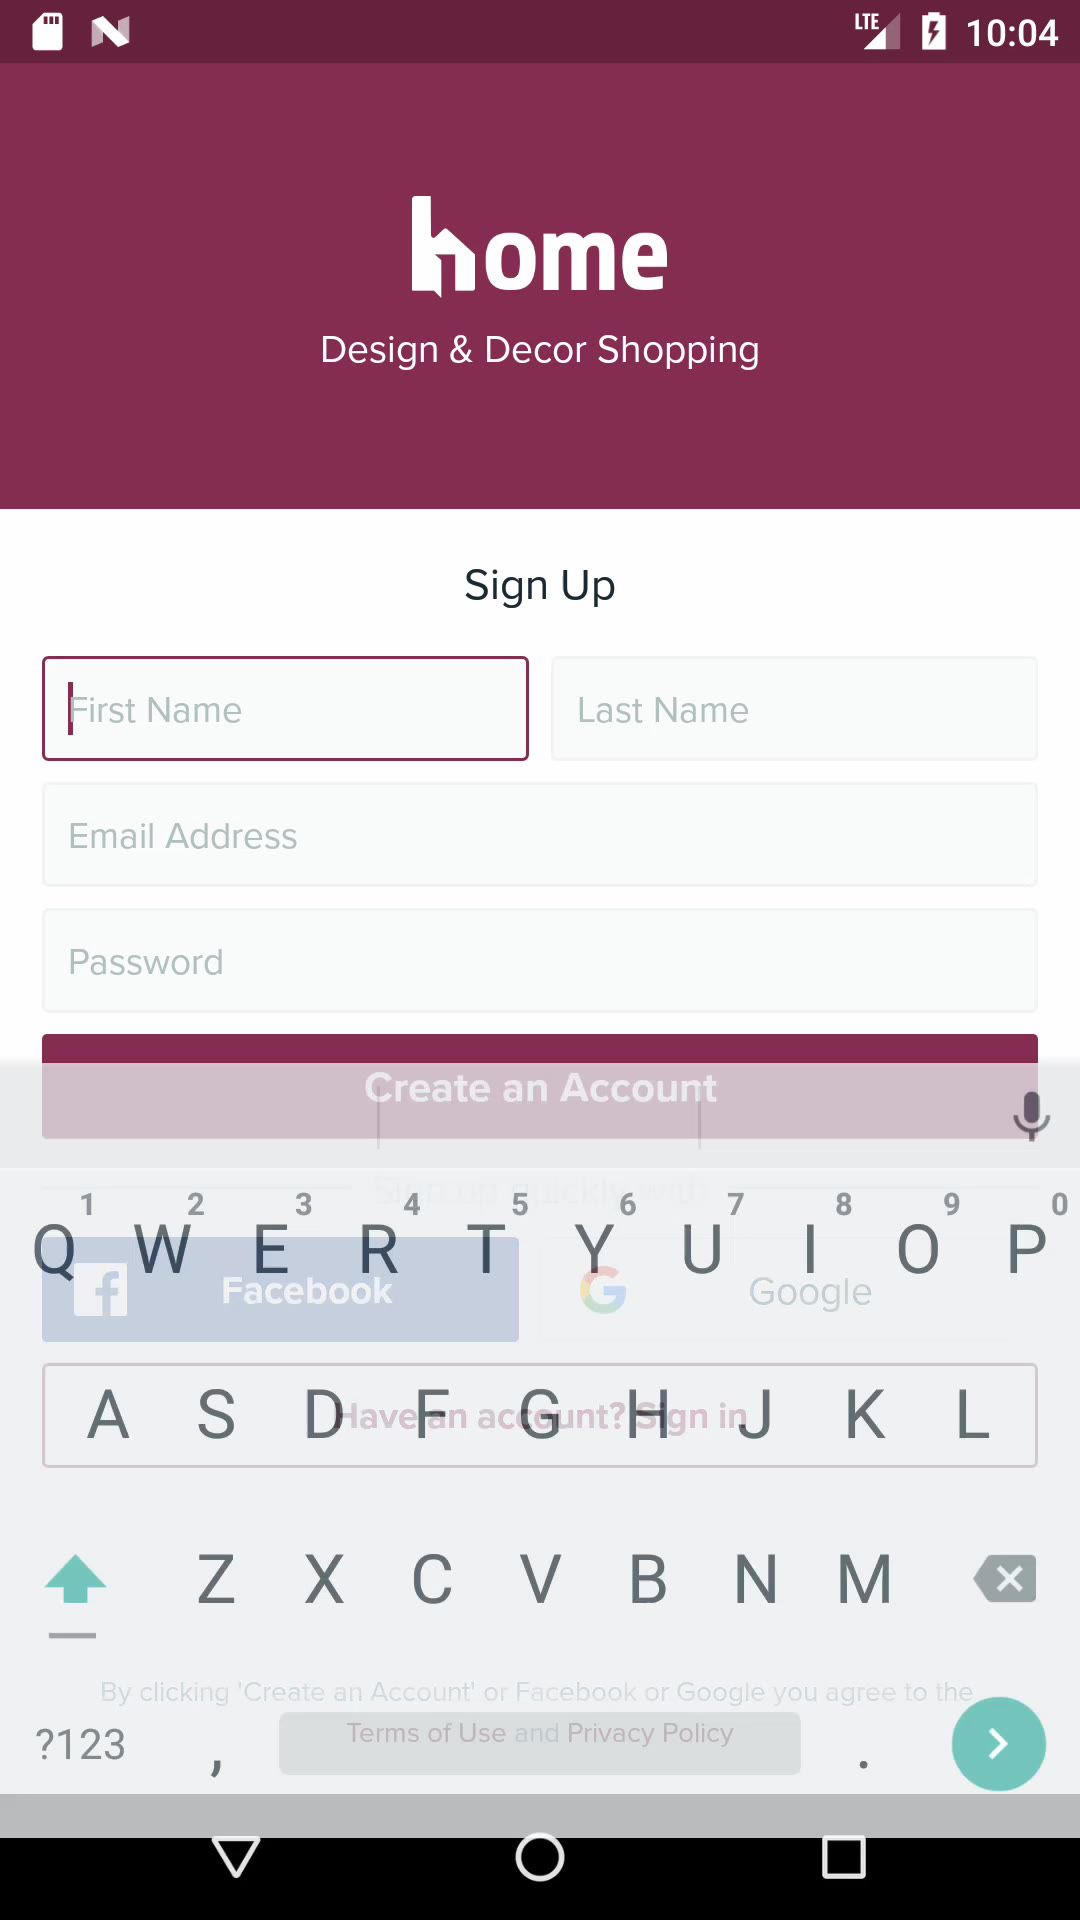 LTE 10:04
home
Design & Decor Shopping
Sign Up
First Name Last Name
Email Address
Password
Create an Account
Sign up quickly with
1 2 3 4 5 6 7 8 9 0
Q W E R T Y U I O P
Facebook Google
A S D F G H J K L
Have an account? Sign in
Z X C V B N M
By clicking 'Create an Account' or Facebook or Google you agree to the
Terms of Use and Privacy Policy
?123 , .